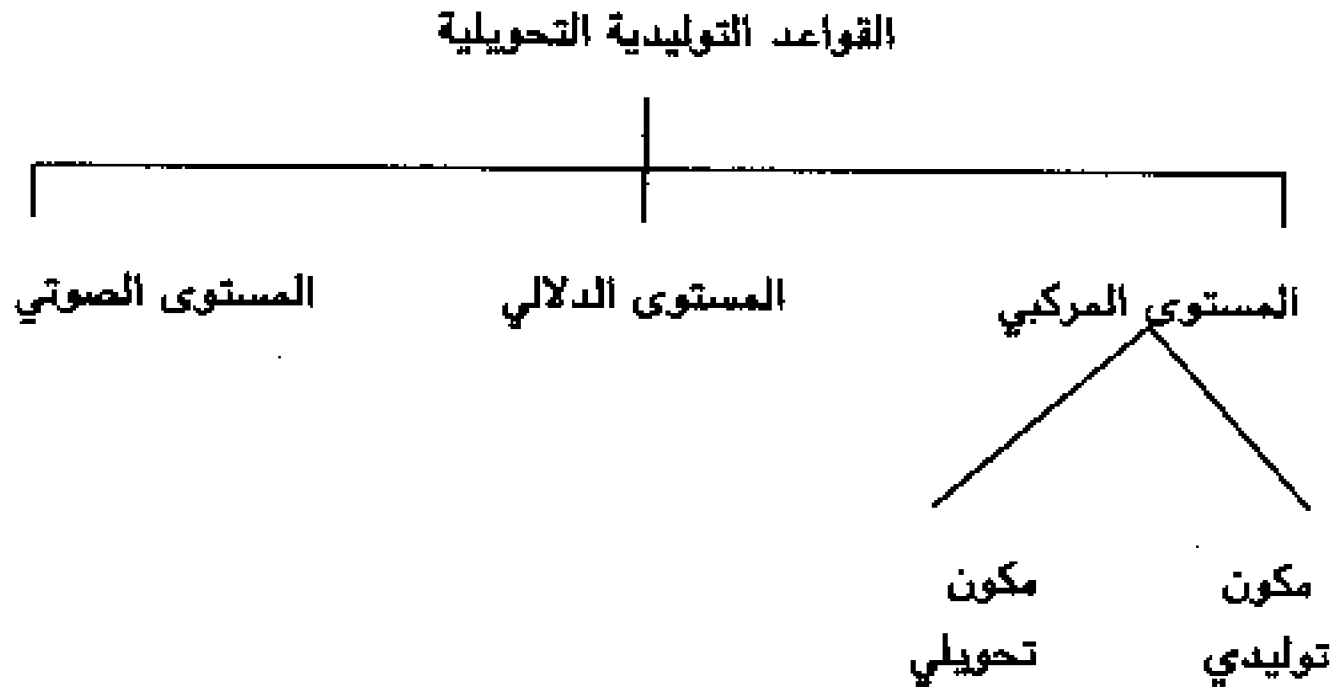 القواعد التوليدية التحويلية
المستوى المركبي المستوى الدلالي المستوى الصوتي
مكون مكون
توليدي تحويلي